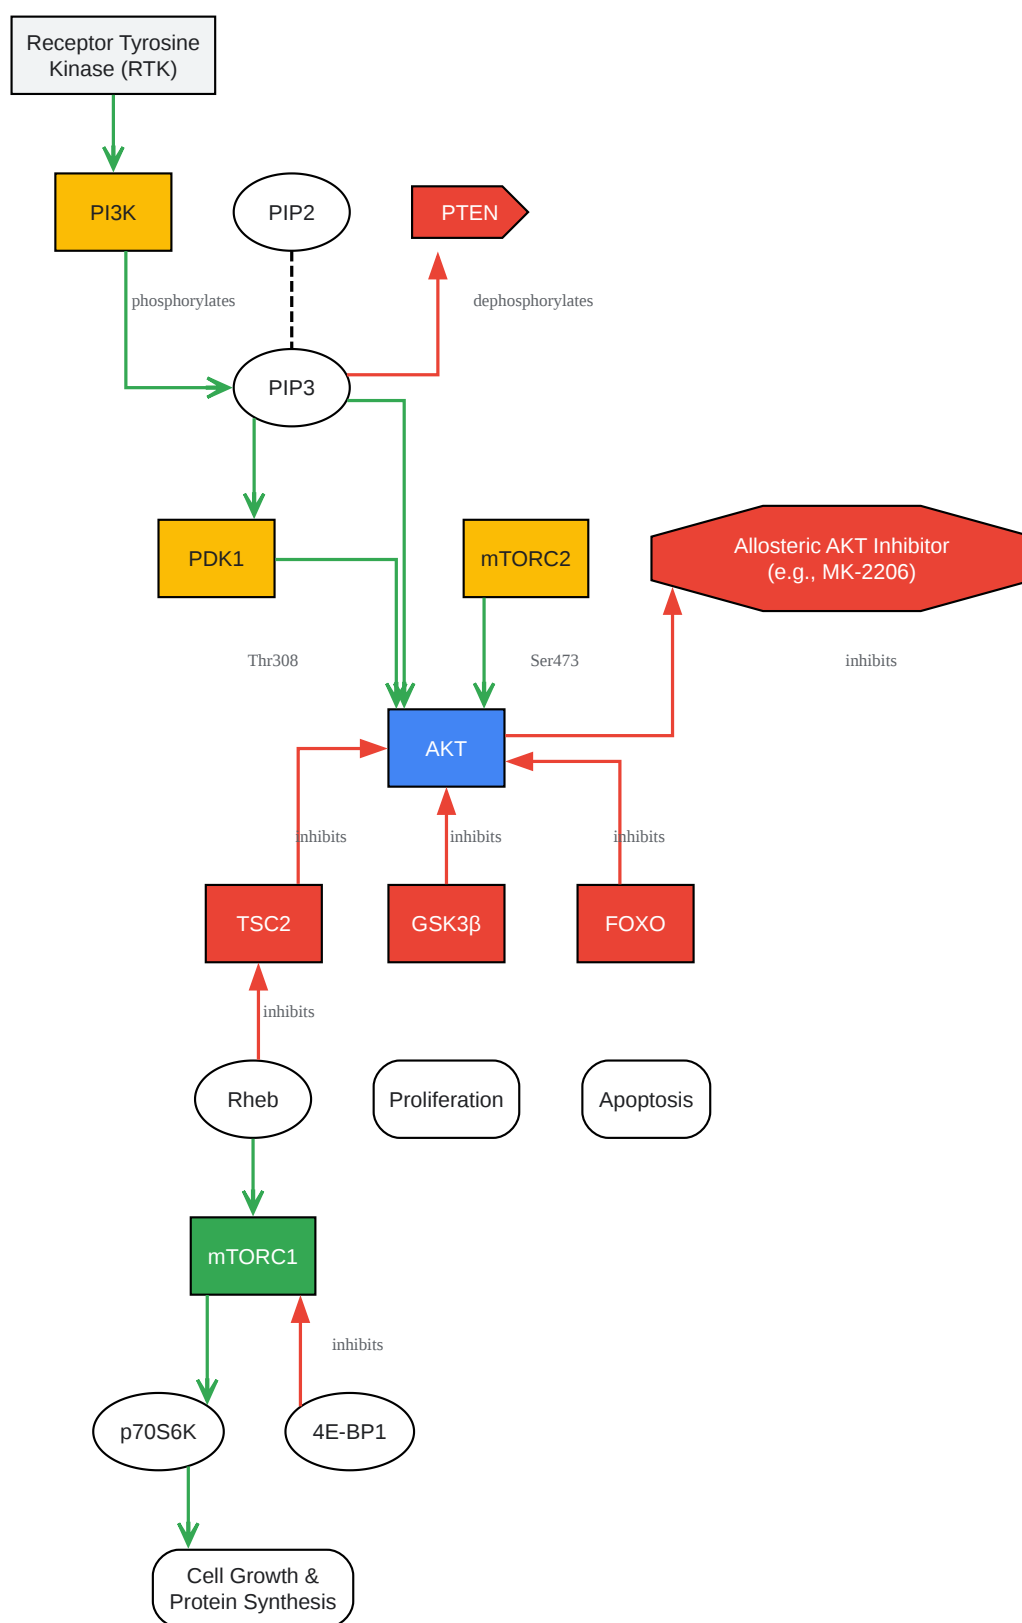 Receptor Tyrosine
Kinase (RTK)
PI3K
PIP2
PTEN
phosphorylates
dephosphorylates
PIP3
PDK1
mTORC2
Allosteric AKT Inhibitor
(e.g., MK-2206)
Thr308
Ser473
inhibits
AKT
inhibits
inhibits
inhibits
TSC2
GSK3β
FOXO
inhibits
Rheb
Proliferation
Apoptosis
mTORC1
inhibits
p70S6K
4E-BP1
Cell Growth &
Protein Synthesis